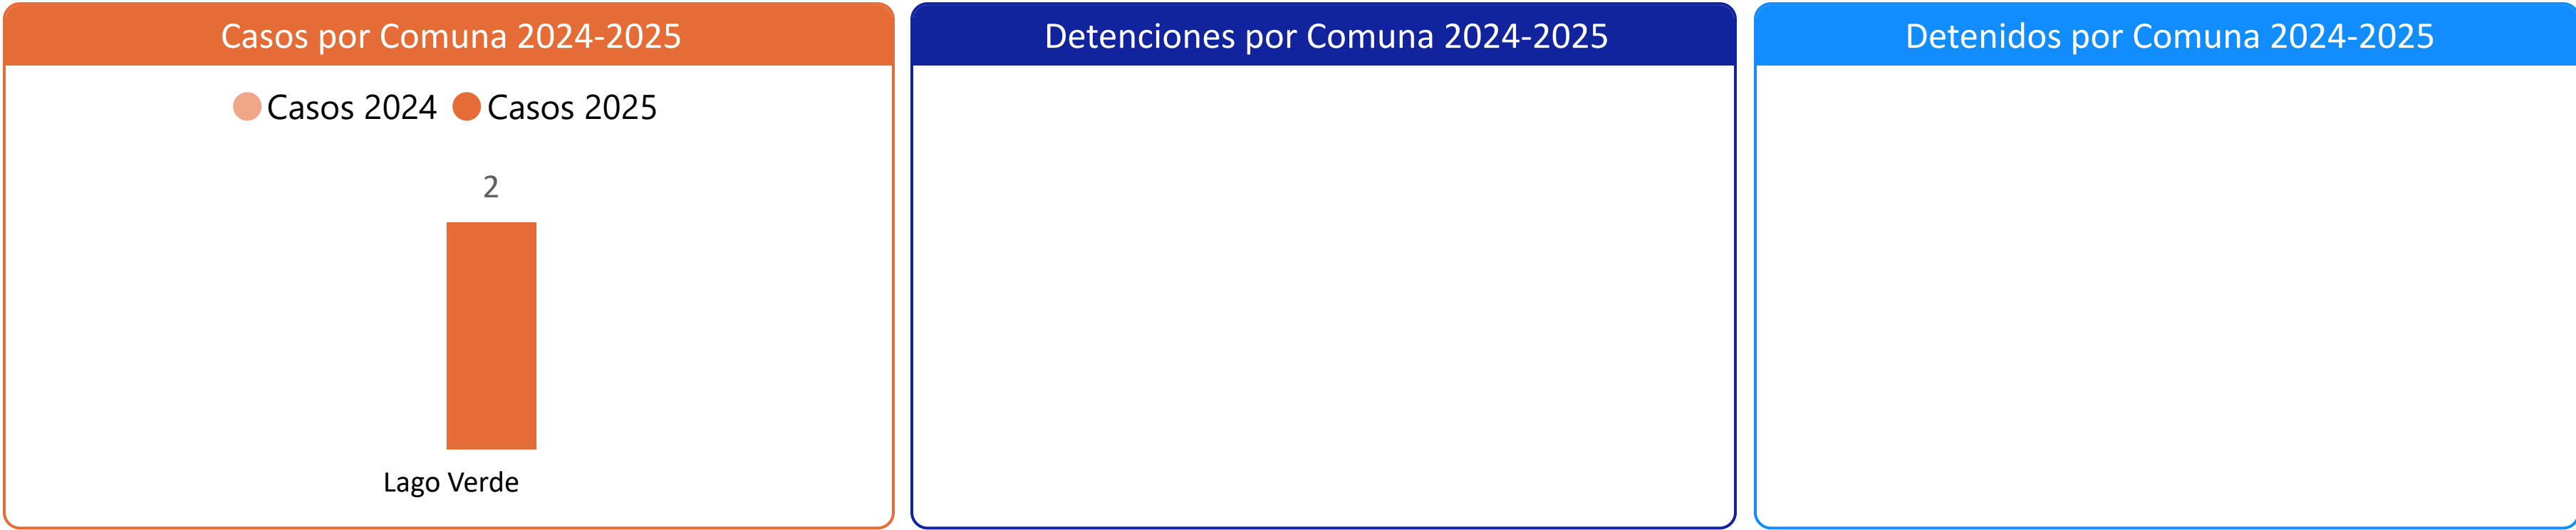 Casos por Comuna 2024-2025
Casos 2024 Casos 2025
2
Lago Verde
Detenciones por Comuna 2024-2025
Detenidos por Comuna 2024-2025